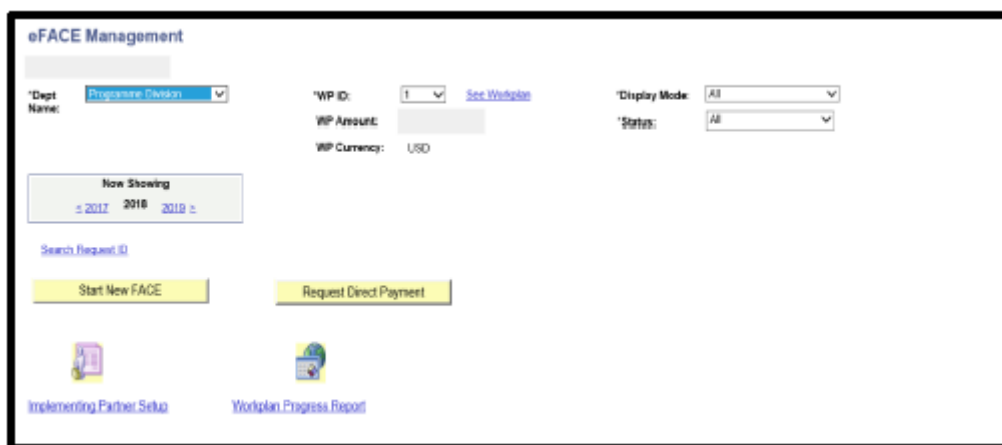 eFACE Management
*Dept Name: Programme Division
*WP ID: 1 See Workplan
*Display Mode: All
WP Amount:
*Status: All
WP Currency: USD
Now Showing
< 2017 2018 2019 >
Search Request ID
Start New FACE Request Direct Payment
Implementing Partner Setup Workplan Progress Report